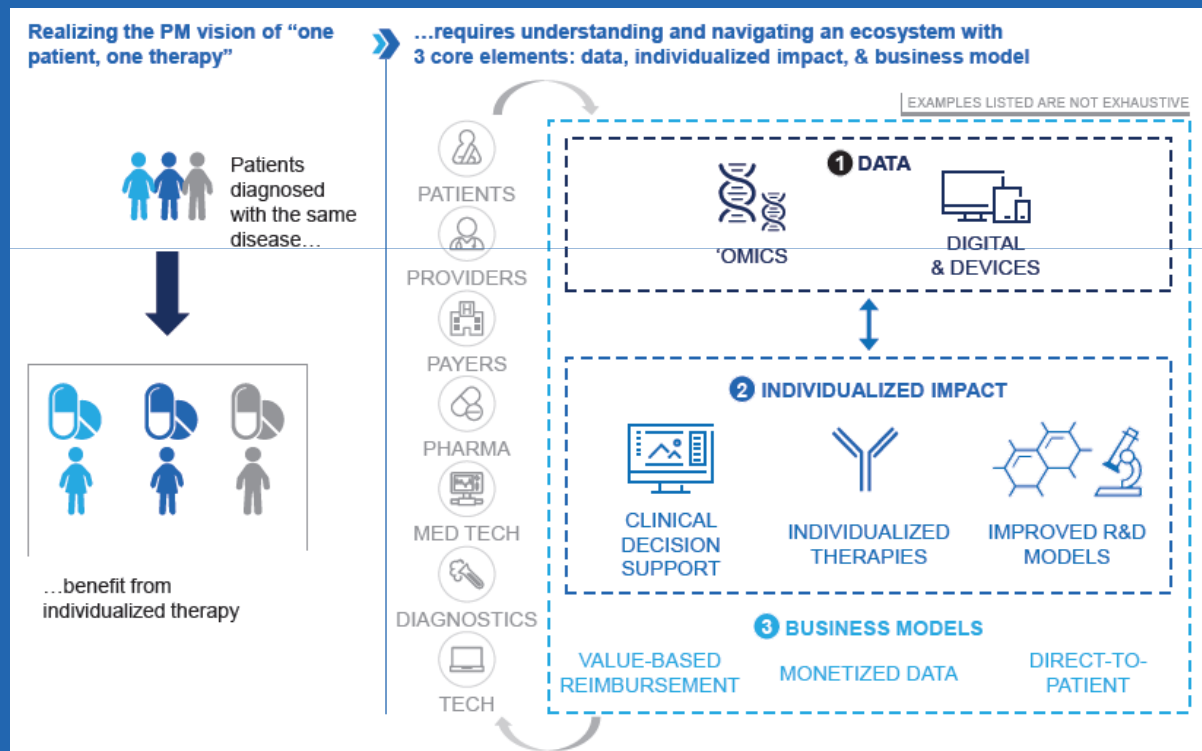 Realizing the PM vision of “one
patient, one therapy”
…requires understanding and navigating an ecosystem with
3 core elements: data, individualized impact, & business model
EXAMPLES LISTED ARE NOT EXHAUSTIVE
Patients
diagnosed
with the same
disease…
…benefit from
individualized therapy
PATIENTS
PROVIDERS
H
PAYERS
PHARMA
MED TECH
DIAGNOSTICS
TECH
1 DATA
‘OMICS
DIGITAL
& DEVICES
2 INDIVIDUALIZED IMPACT
CLINICAL
DECISION
SUPPORT
INDIVIDUALIZED
THERAPIES
IMPROVED R&D
MODELS
3 BUSINESS MODELS
VALUE-BASED
REIMBURSEMENT
MONETIZED DATA
DIRECT-TO-
PATIENT